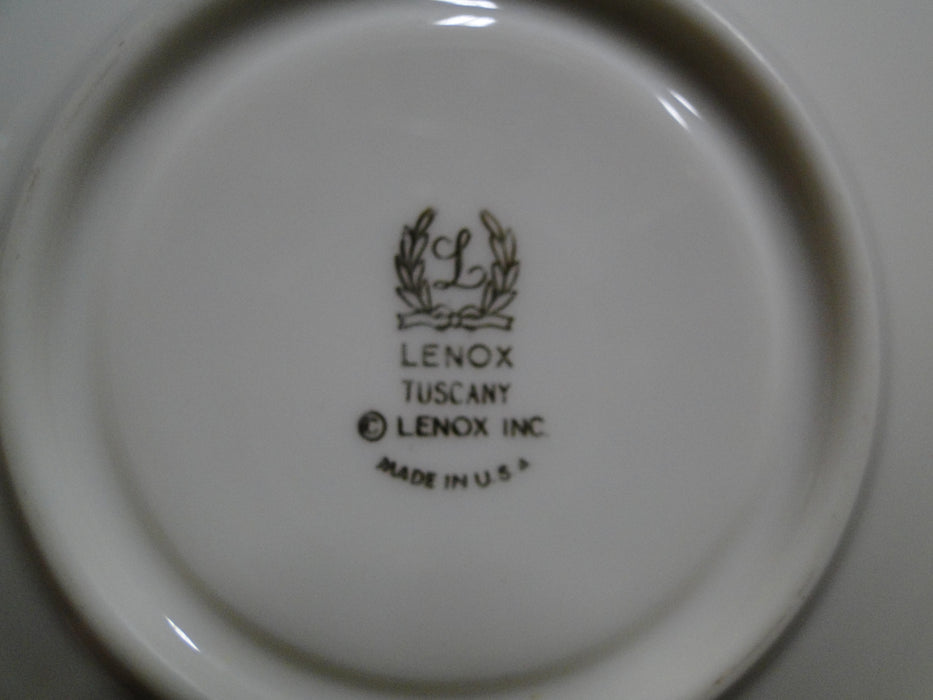 L
LENOX
TUSCANY
© LENOX INC.
MADE IN U.S.A